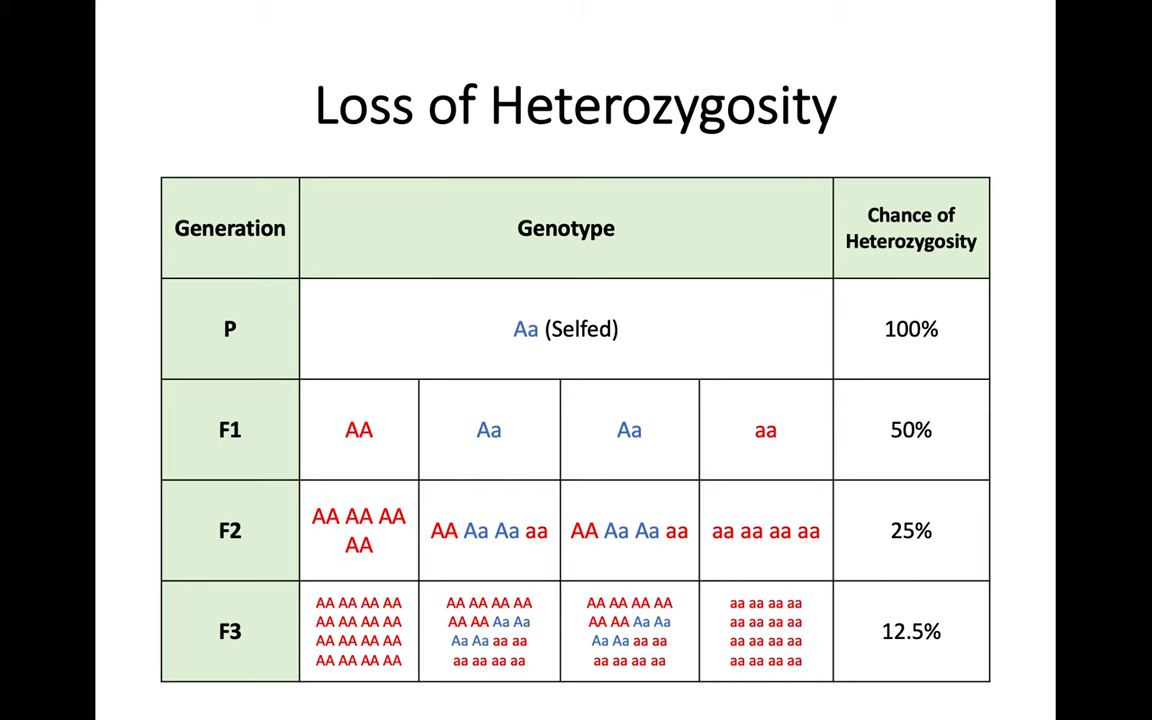 Loss of Heterozygosity
Generation
Genotype
Chance of
Heterozygosity
P
Aa (Selfed)
100%
F1
AA
Aa
Aa
aa
50%
F2
AA AA AA
AA
AA Aa Aa aa
AA Aa Aa aa
aa aa aa aa
25%
F3
AA AA AA AA
AA AA AA AA
AA AA AA AA
AA AA AA AA
AA AA AA AA
AA AA Aa Aa
Aa Aa aa aa
aa aa aa aa
AA AA AA AA
AA AA Aa Aa
Aa Aa aa aa
aa aa aa aa
aa aa aa aa
aa aa aa aa
aa aa aa aa
aa aa aa aa
12.5%